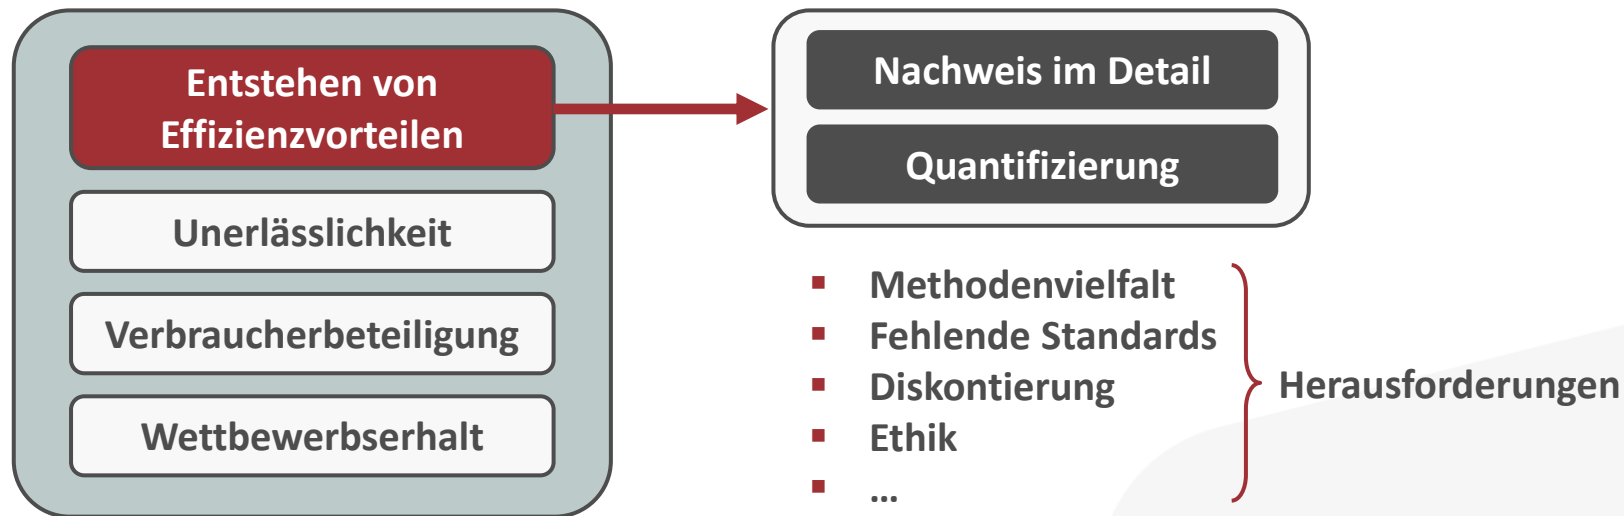 Entstehen von
Effizienzvorteilen
Unerlässlichkeit
Verbraucherbeteiligung
Wettbewerbserhalt
Nachweis im Detail
Quantifizierung
▪ Methodenvielfalt
▪ Fehlende Standards
▪ Diskontierung
▪ Ethik
▪ ...
Herausforderungen